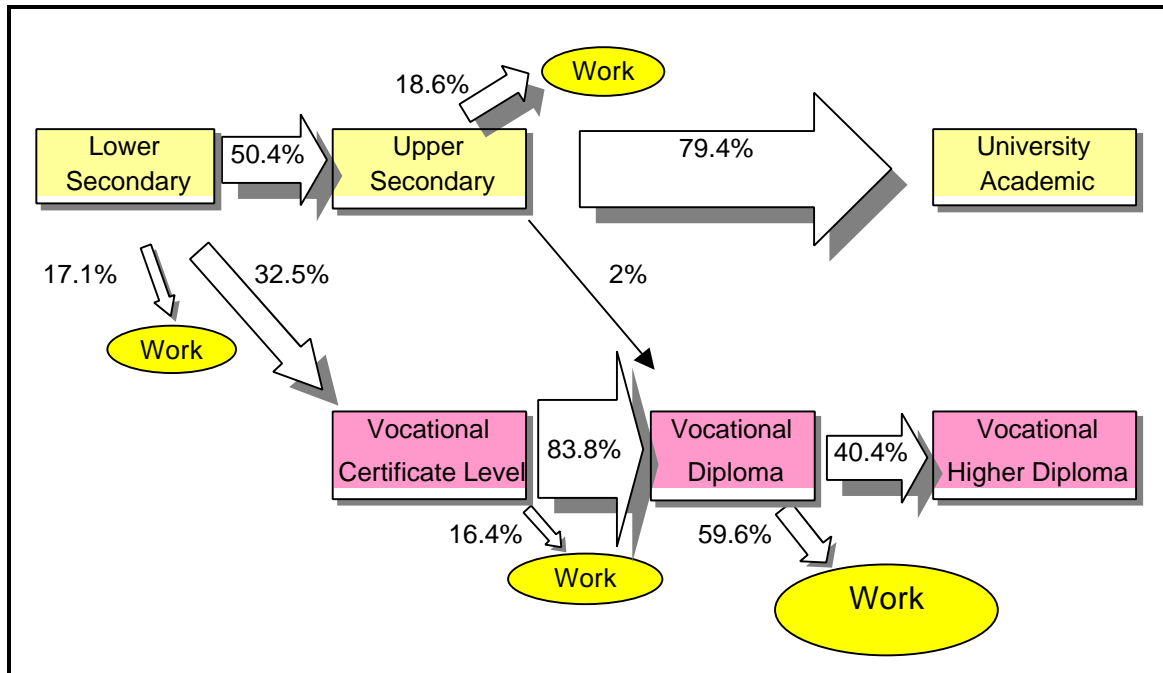 Work
18.6%
Lower
Secondary
50.4%
Upper
Secondary
79.4%
University
Academic
17.1%
32.5%
2%
Work
Vocational
Certificate Level
83.8%
Vocational
Diploma
40.4%
Vocational
Higher Diploma
16.4%
Work
59.6%
Work